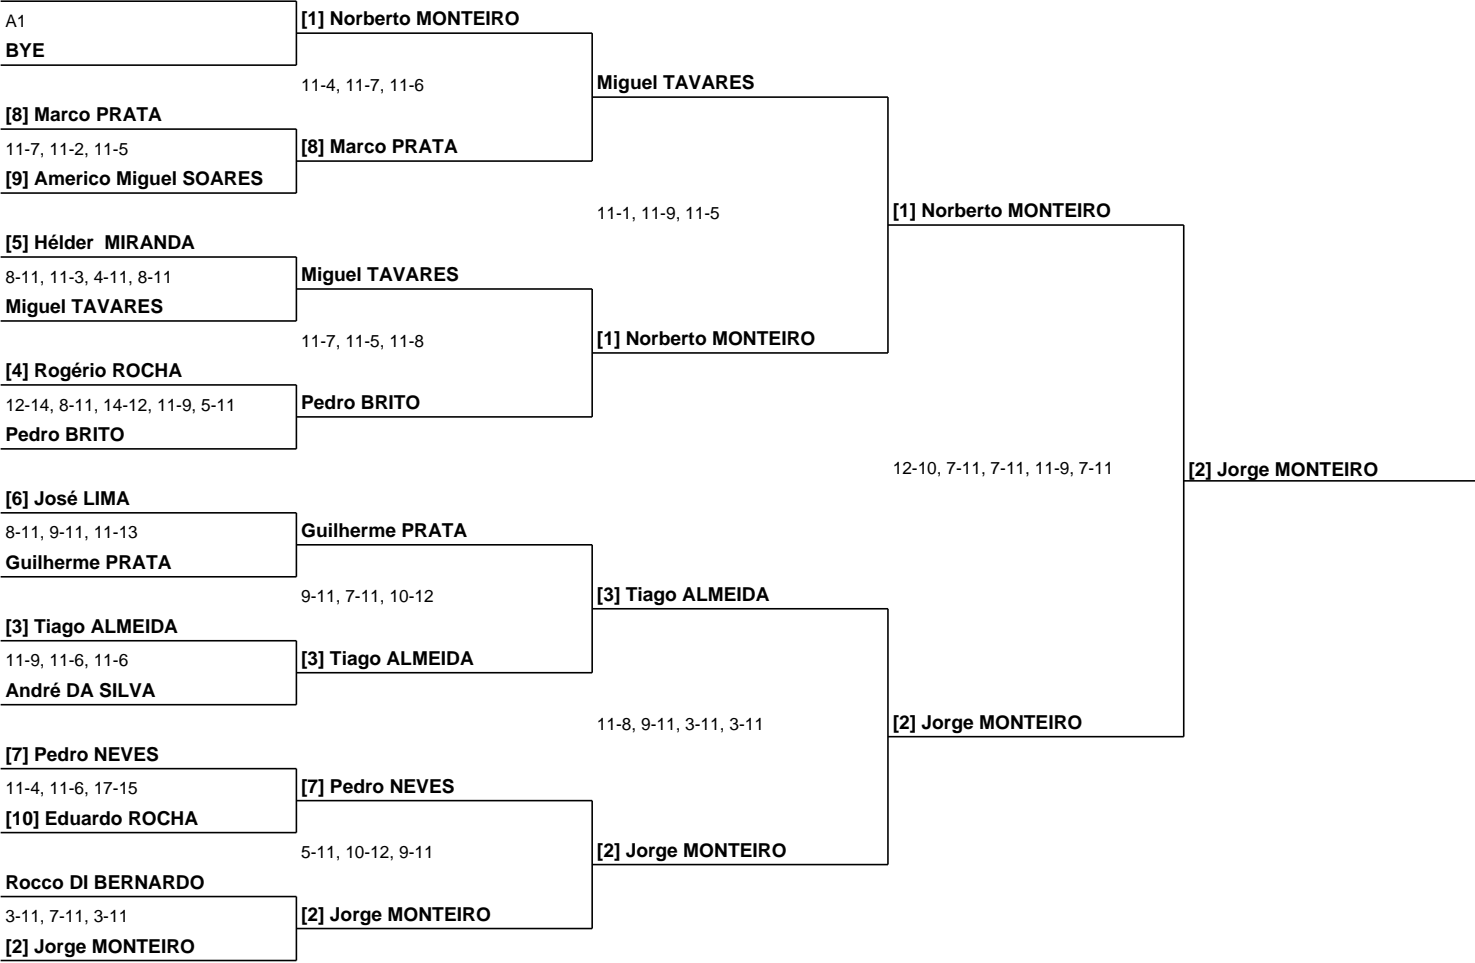 A1
BYE
[8] Marco PRATA
11-7, 11-2, 11-5
[9] Americo Miguel SOARES
[5] Hélder  MIRANDA
8-11, 11-3, 4-11, 8-11
Miguel TAVARES
[4] Rogério ROCHA
12-14, 8-11, 14-12, 11-9, 5-11
Pedro BRITO
[6] José LIMA
8-11, 9-11, 11-13
Guilherme PRATA
[3] Tiago ALMEIDA
11-9, 11-6, 11-6
André DA SILVA
[7] Pedro NEVES
11-4, 11-6, 17-15
[10] Eduardo ROCHA
Rocco DI BERNARDO
3-11, 7-11, 3-11
[2] Jorge MONTEIRO
[1] Norberto MONTEIRO
11-4, 11-7, 11-6
[8] Marco PRATA
Miguel TAVARES
11-7, 11-5, 11-8
Pedro BRITO
Guilherme PRATA
9-11, 7-11, 10-12
[3] Tiago ALMEIDA
[7] Pedro NEVES
5-11, 10-12, 9-11
[2] Jorge MONTEIRO
Miguel TAVARES
11-1, 11-9, 11-5
[1] Norberto MONTEIRO
[3] Tiago ALMEIDA
11-8, 9-11, 3-11, 3-11
[2] Jorge MONTEIRO
[1] Norberto MONTEIRO
12-10, 7-11, 7-11, 11-9, 7-11
[2] Jorge MONTEIRO
[2] Jorge MONTEIRO